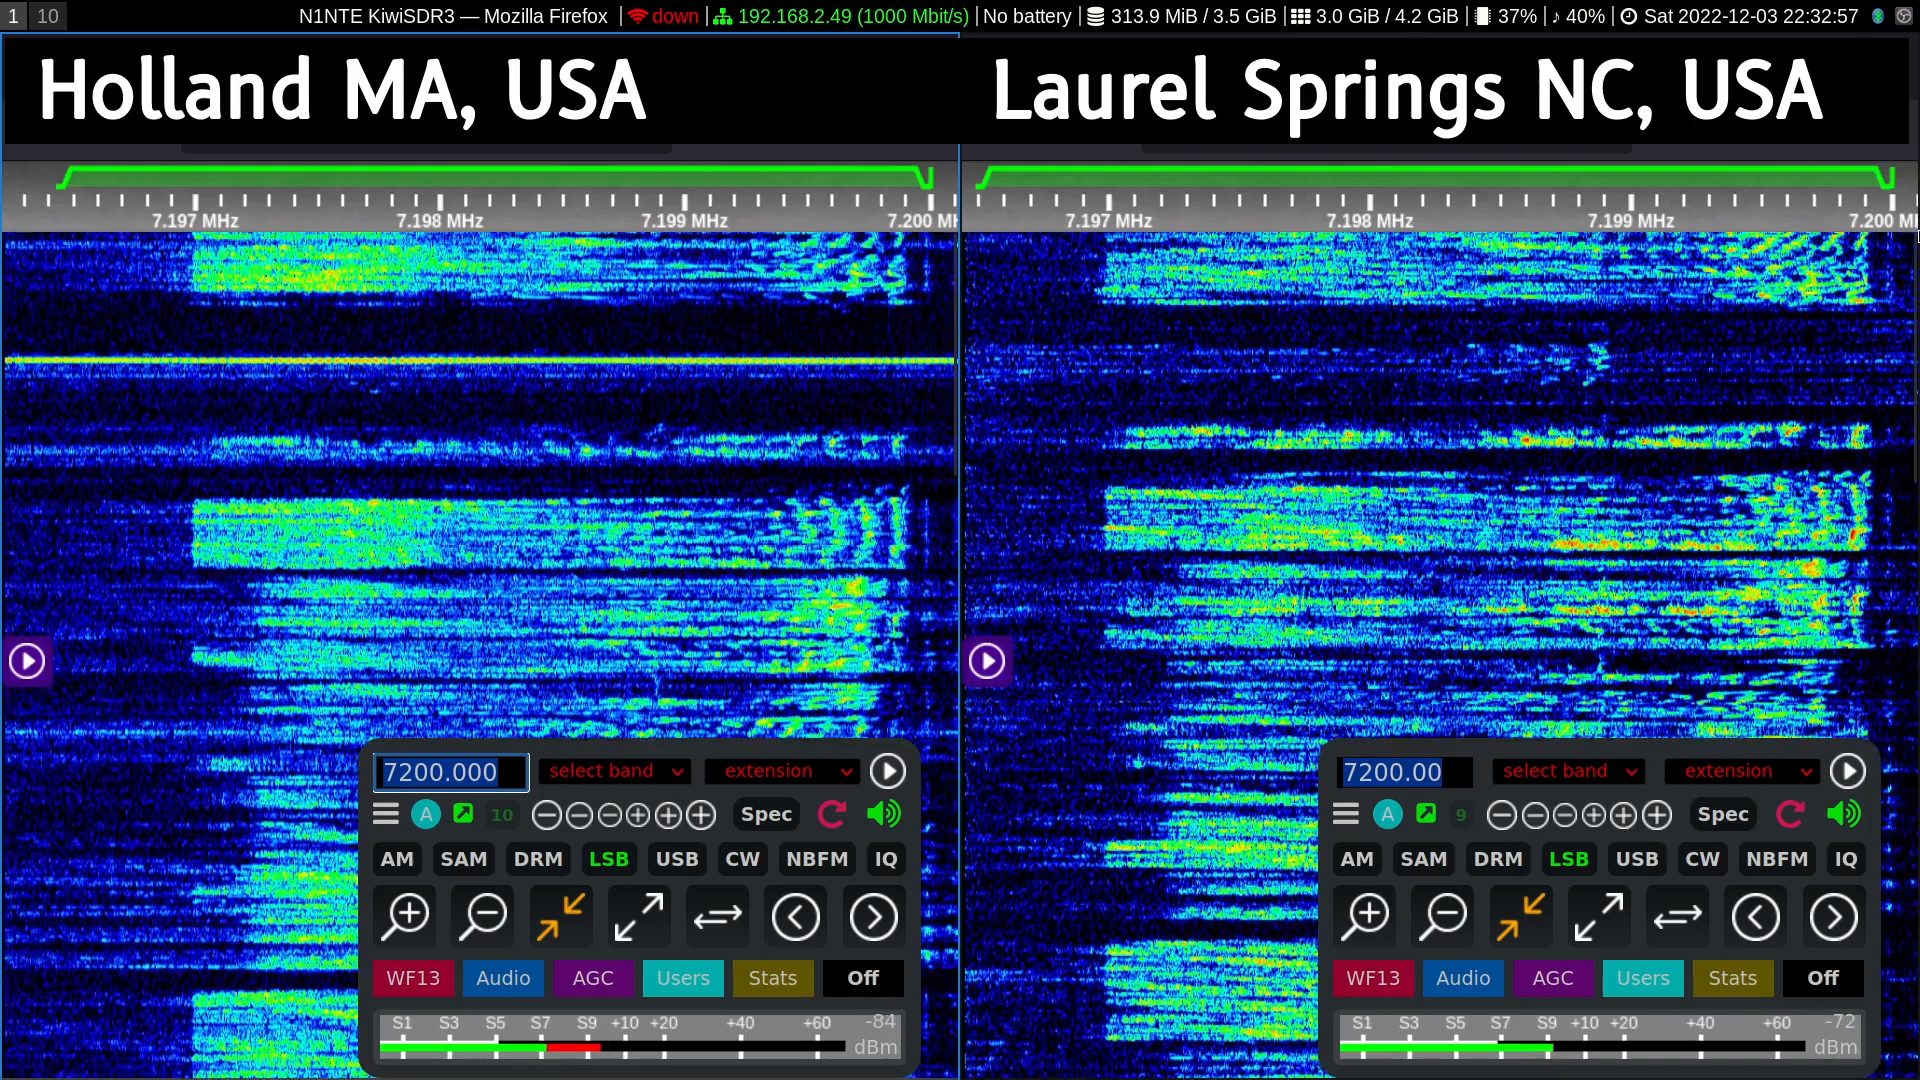 1 10 N1NTE KiwiSDR3 — Mozilla Firefox | down | 192.168.2.49 (1000 Mbit/s) | No battery | 313.9 MiB / 3.5 GiB | 3.0 GiB / 4.2 GiB | 37% | ♪ 40% | Sat 2022-12-03 22:32:57
Holland MA, USA
7.197 MHz 7.198 MHz 7.199 MHz 7.200 MH
7200.000 select band extension
A 10 Spec
AM SAM DRM LSB USB CW NBFM IQ
WF13 Audio AGC Users Stats Off
S1 S3 S5 S7 S9 +10 +20 +40 +60 -84
dBm
Laurel Springs NC, USA
7.197 MHz 7.198 MHz 7.199 MHz 7.200 MH
7200.00 select band extension
A 9 Spec
AM SAM DRM LSB USB CW NBFM IQ
WF13 Audio AGC Users Stats Off
S1 S3 S5 S7 S9 +10 +20 +40 +60 -72
dBm